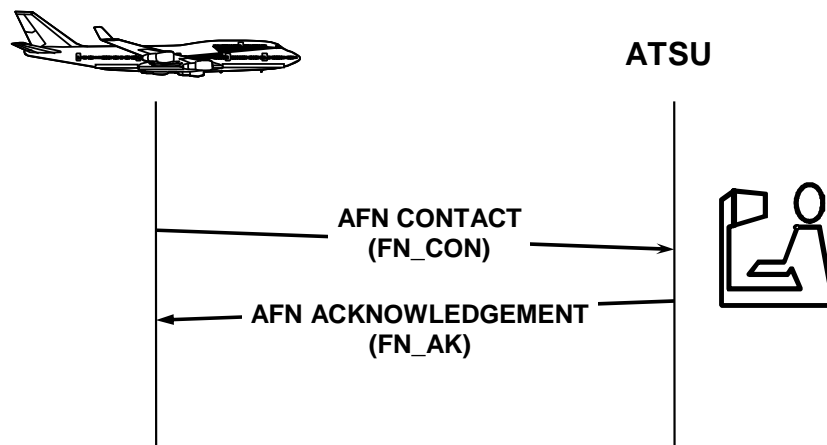 ATSU
AFN CONTACT
(FN_CON)
AFN ACKNOWLEDGEMENT
(FN_AK)